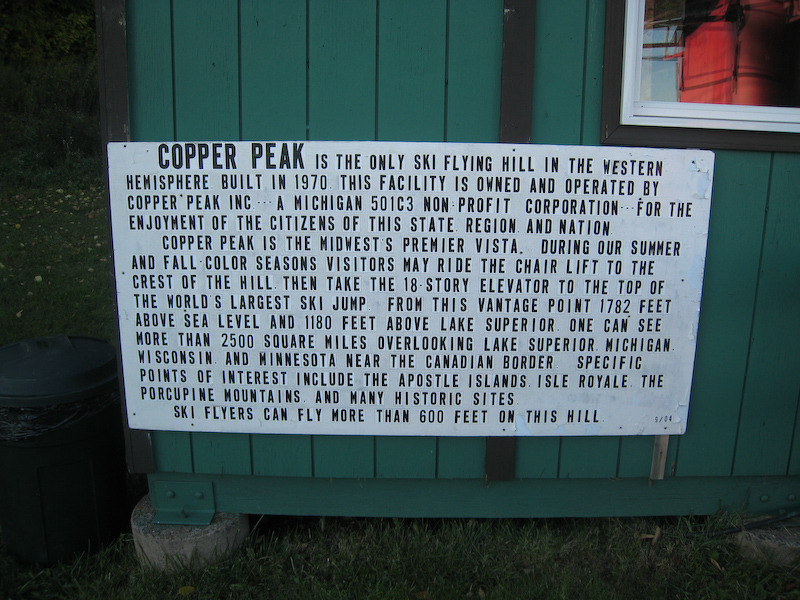 COPPER PEAK IS THE ONLY SKI FLYING HILL IN THE WESTERN
HEMISPHERE BUILT IN 1970. THIS FACILITY IS OWNED AND OPERATED BY
COPPER PEAK INC···A MICHIGAN 501C3 NON-PROFIT CORPORATION···FOR THE
ENJOYMENT OF THE CITIZENS OF THIS STATE, REGION, AND NATION.
COPPER PEAK IS THE MIDWEST'S PREMIER VISTA. DURING OUR SUMMER
AND FALL-COLOR SEASONS VISITORS MAY RIDE THE CHAIR LIFT TO THE
CREST OF THE HILL, THEN TAKE THE 18-STORY ELEVATOR TO THE TOP OF
THE WORLD'S LARGEST SKI JUMP. FROM THIS VANTAGE POINT 1782 FEET
ABOVE SEA LEVEL AND 1180 FEET ABOVE LAKE SUPERIOR, ONE CAN SEE
MORE THAN 2500 SQUARE MILES OVERLOOKING LAKE SUPERIOR, MICHIGAN,
WISCONSIN, AND MINNESOTA NEAR THE CANADIAN BORDER. SPECIFIC
POINTS OF INTEREST INCLUDE THE APOSTLE ISLANDS, ISLE ROYALE, THE
PORCUPINE MOUNTAINS, AND MANY HISTORIC SITES.
SKI FLYERS CAN FLY MORE THAN 600 FEET ON THIS HILL.
9/04